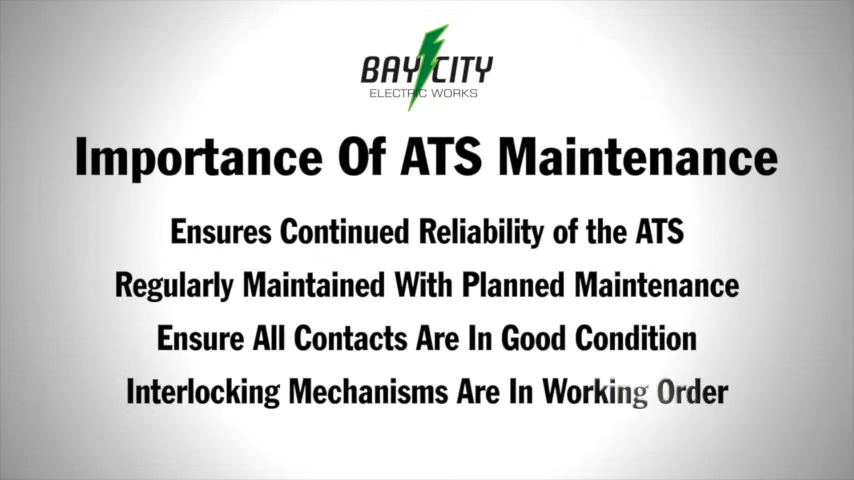 BAY CITY
ELECTRIC WORKS
Importance Of ATS Maintenance
Ensures Continued Reliability of the ATS
Regularly Maintained With Planned Maintenance
Ensure All Contacts Are In Good Condition
Interlocking Mechanisms Are In Working Order